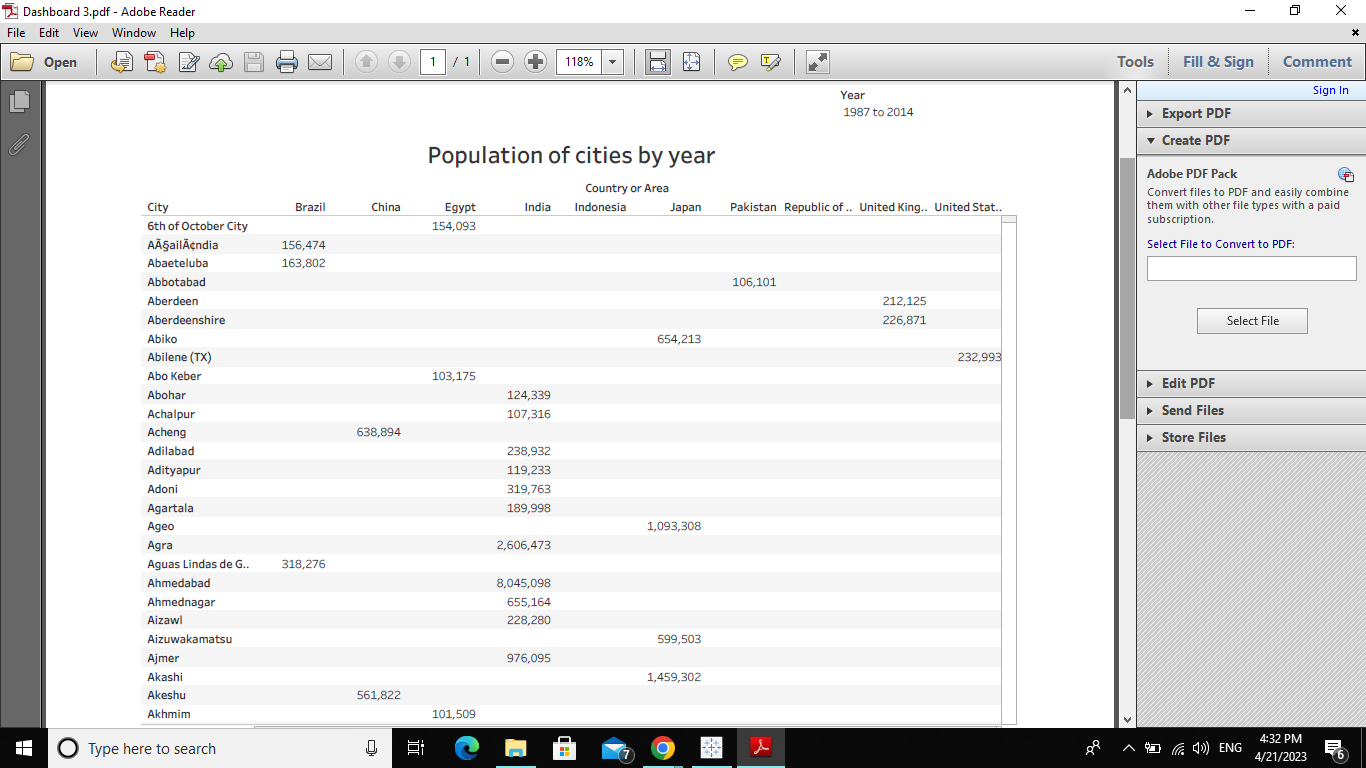 Dashboard 3.pdf - Adobe Reader
File Edit View Window Help
Open 1 / 1 118% Tools Fill & Sign Comment
Sign In
Export PDF
Create PDF
Adobe PDF Pack
Convert files to PDF and easily combine
them with other file types with a paid
subscription.
Select File to Convert to PDF:
Select File
Edit PDF
Send Files
Store Files
Year
1987 to 2014
Population of cities by year
Country or Area
City Brazil China Egypt India Indonesia Japan Pakistan Republic of .. United King.. United Stat..
6th of October City 154,093
AÃ§ailÃ¢ndia 156,474
Abaeteluba 163,802
Abbotabad 106,101
Aberdeen 212,125
Aberdeenshire 226,871
Abiko 654,213
Abilene (TX) 232,993
Abo Keber 103,175
Abohar 124,339
Achalpur 107,316
Acheng 638,894
Adilabad 238,932
Adityapur 119,233
Adoni 319,763
Agartala 189,998
Ageo 1,093,308
Agra 2,606,473
Aguas Lindas de G.. 318,276
Ahmedabad 8,045,098
Ahmednagar 655,164
Aizawl 228,280
Aizuwakamatsu 599,503
Ajmer 976,095
Akashi 1,459,302
Akeshu 561,822
Akhmim 101,509
Type here to search 7 ENG 4:32 PM
4/21/2023 6